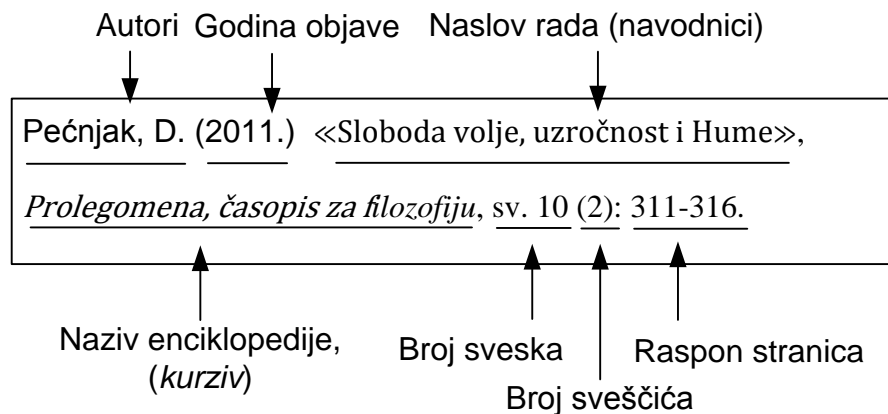 Autori Godina objave Naslov rada (navodnici)
Pećnjak, D. (2011.) «Sloboda volje, uzročnost i Hume»,
Prolegomena, časopis za filozofiju, sv. 10 (2): 311-316.
Naziv enciklopedije,
(kurziv)
Broj sveska
Broj sveščića
Raspon stranica